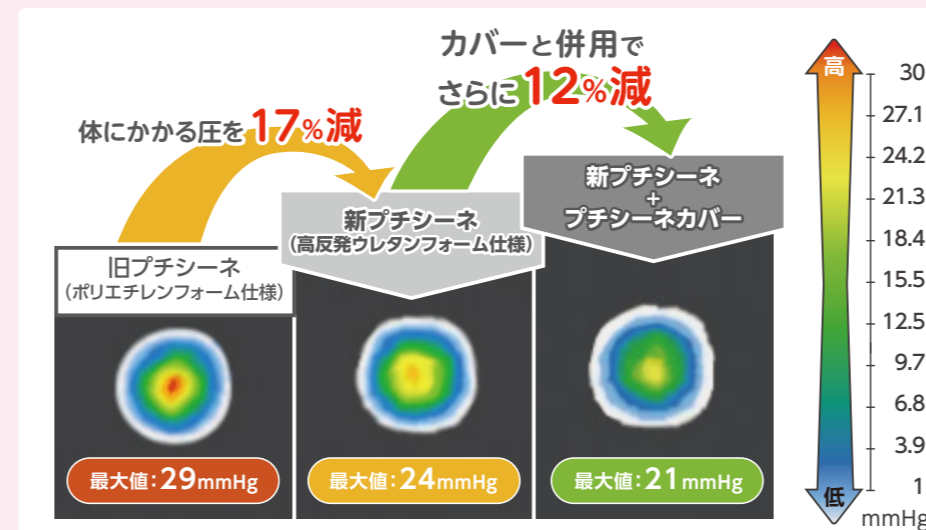 カバーと併用で
さらに12%減
体にかかる圧を17%減
旧プチシーネ
(ポリエチレンフォーム仕様)
新プチシーネ
(高反発ウレタンフォーム仕様)
新プチシーネ
+
プチシーネカバー
最大値:29mmHg
最大値:24mmHg
最大値:21mmHg
高
30
27.1
24.2
21.3
18.4
15.5
12.5
9.7
6.8
3.9
1
低
mmHg